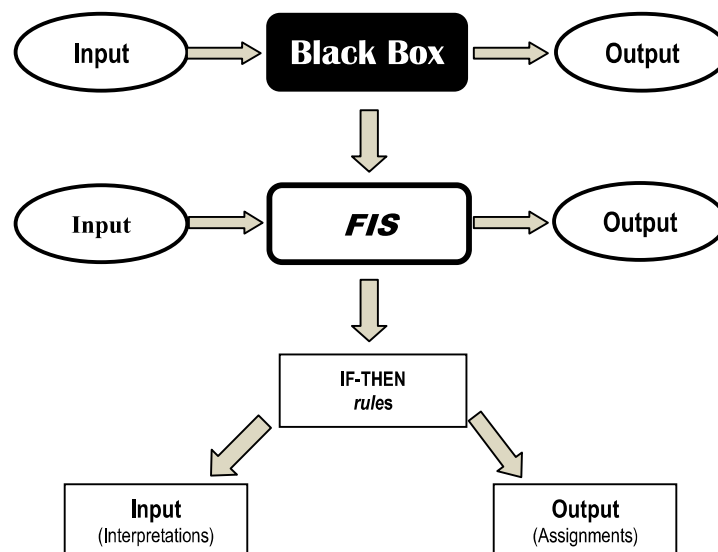 Input
Black Box
Output
Input
FIS
Output
IF-THEN
rules
Input
(Interpretations)
Output
(Assignments)